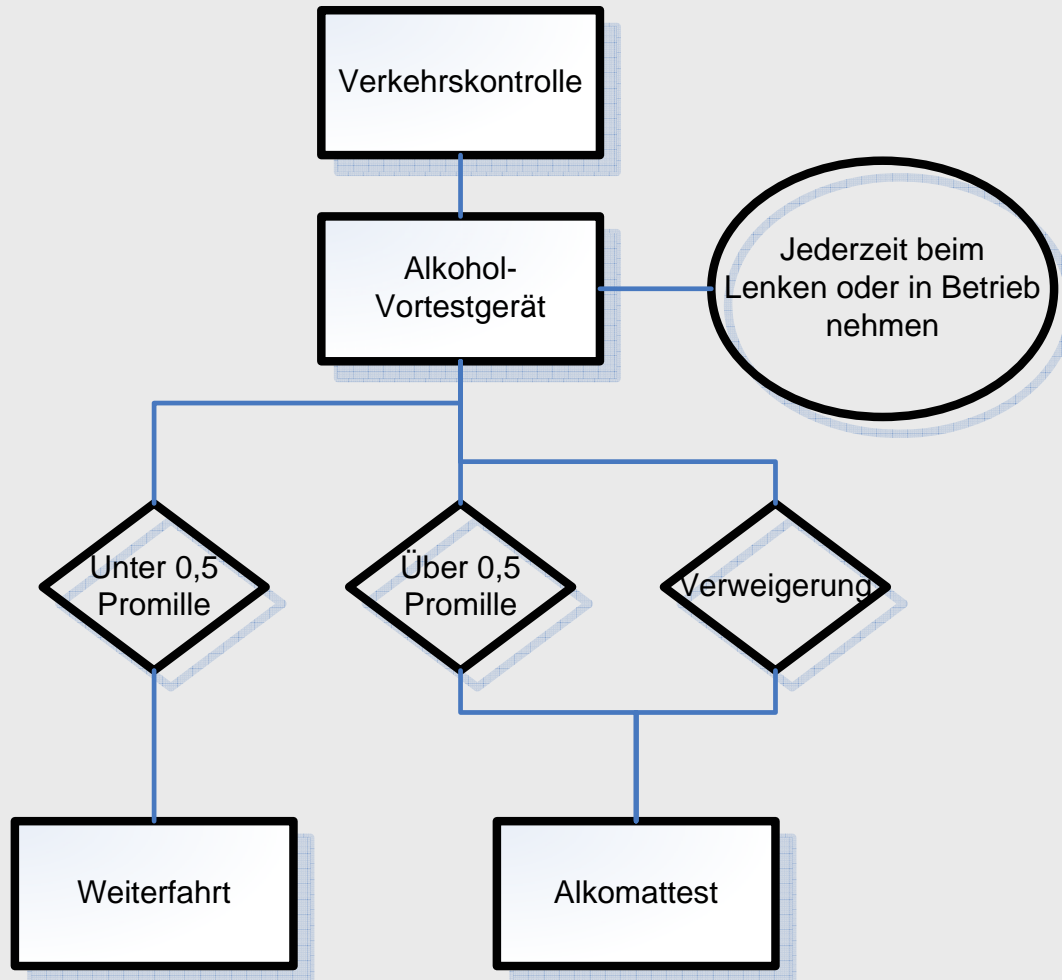 Verkehrskontrolle
Alkohol-
Vortestgerät
Jederzeit beim
Lenken oder in Betrieb
nehmen
Unter 0,5
Promille
Über 0,5
Promille
Verweigerung
Weiterfahrt
Alkomattest